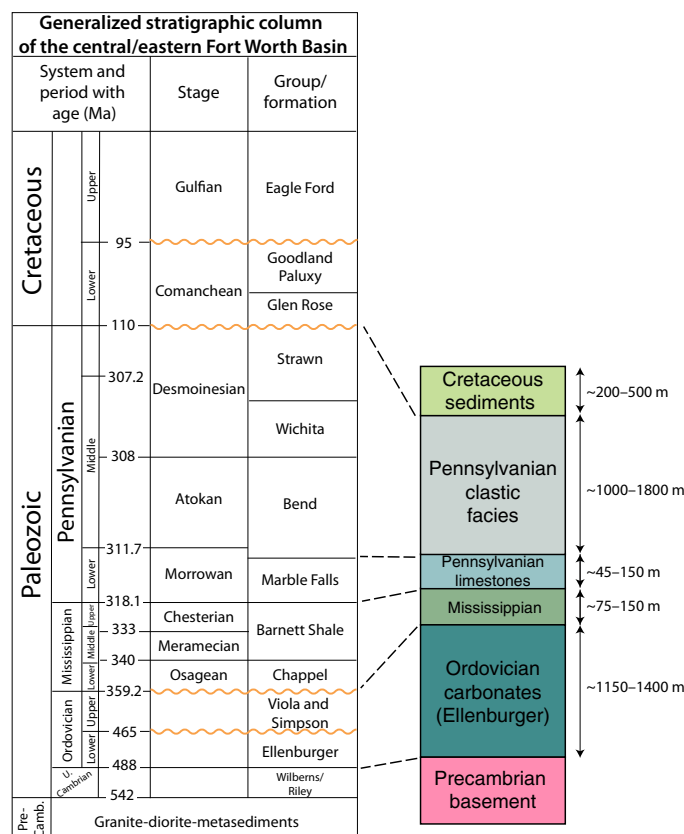 Generalized stratigraphic column
of the central/eastern Fort Worth Basin
System and
period with
age (Ma)
Stage
Group/
formation
Cretaceous
Upper
Gulfian
Eagle Ford
95
Lower
Comanchean
Goodland
Paluxy
Glen Rose
110
Paleozoic
Pennsylvanian
307.2
Desmoinesian
Strawn
Wichita
Middle
308
Atokan
Bend
311.7
Lower
Morrowan
Marble Falls
318.1
Mississippian
Upper
Chesterian
Barnett Shale
333
Middle
Meramecian
340
Lower
Osagean
Chappel
359.2
Ordovician
Upper
Viola and
Simpson
465
Lower
Ellenburger
488
U.
Cambrian
Wilberns/
Riley
542
Pre-
Camb.
Granite-diorite-metasediments
Cretaceous
sediments
~200–500 m
Pennsylvanian
clastic
facies
~1000–1800 m
Pennsylvanian
limestones
~45–150 m
Mississippian
~75–150 m
Ordovician
carbonates
(Ellenburger)
~1150–1400 m
Precambrian
basement